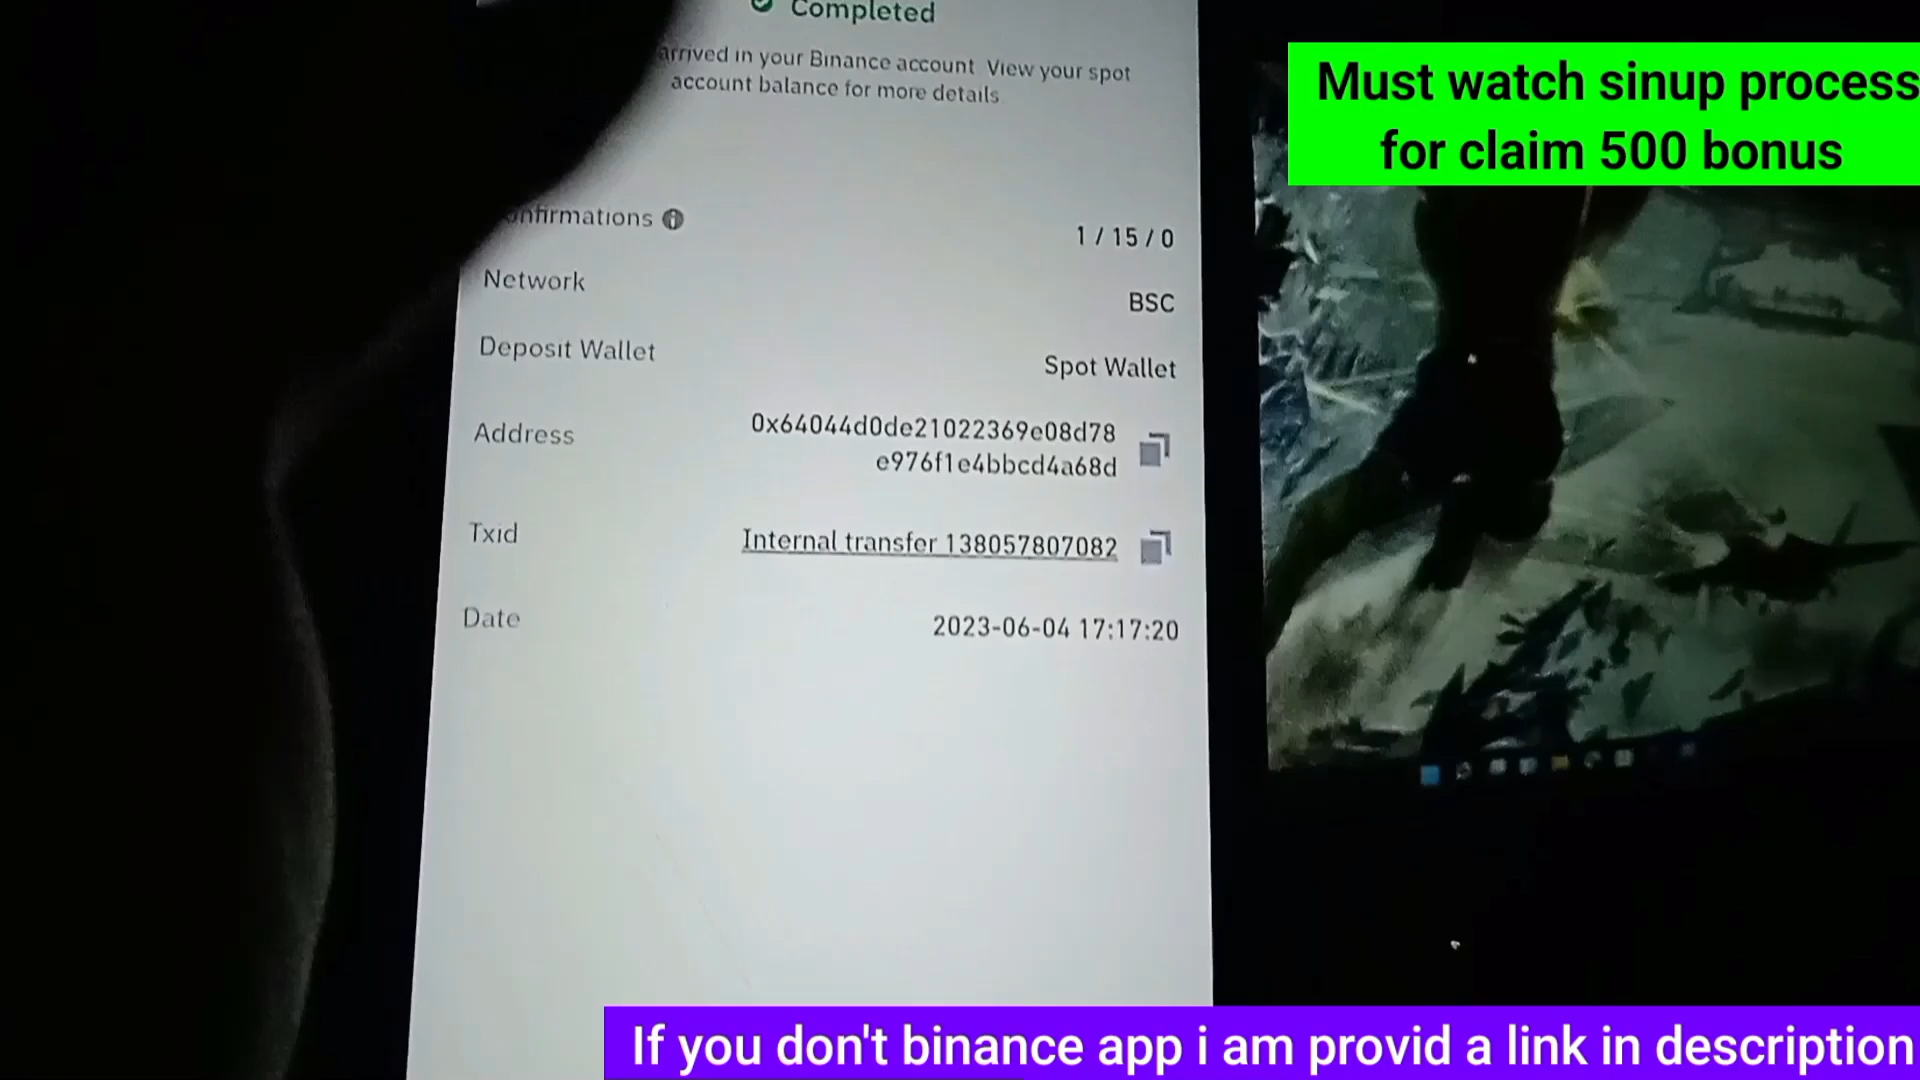 Completed
arrived in your Binance account View your spot
account balance for more details
Must watch sinup process
for claim 500 bonus
onfirmations
1 / 15 / 0
Network
BSC
Deposit Wallet
Spot Wallet
Address
0x64044d0de21022369e08d78
e976f1e4bbcd4a68d
Txid
Internal transfer 138057807082
Date
2023-06-04 17:17:20
If you don't binance app i am provid a link in description